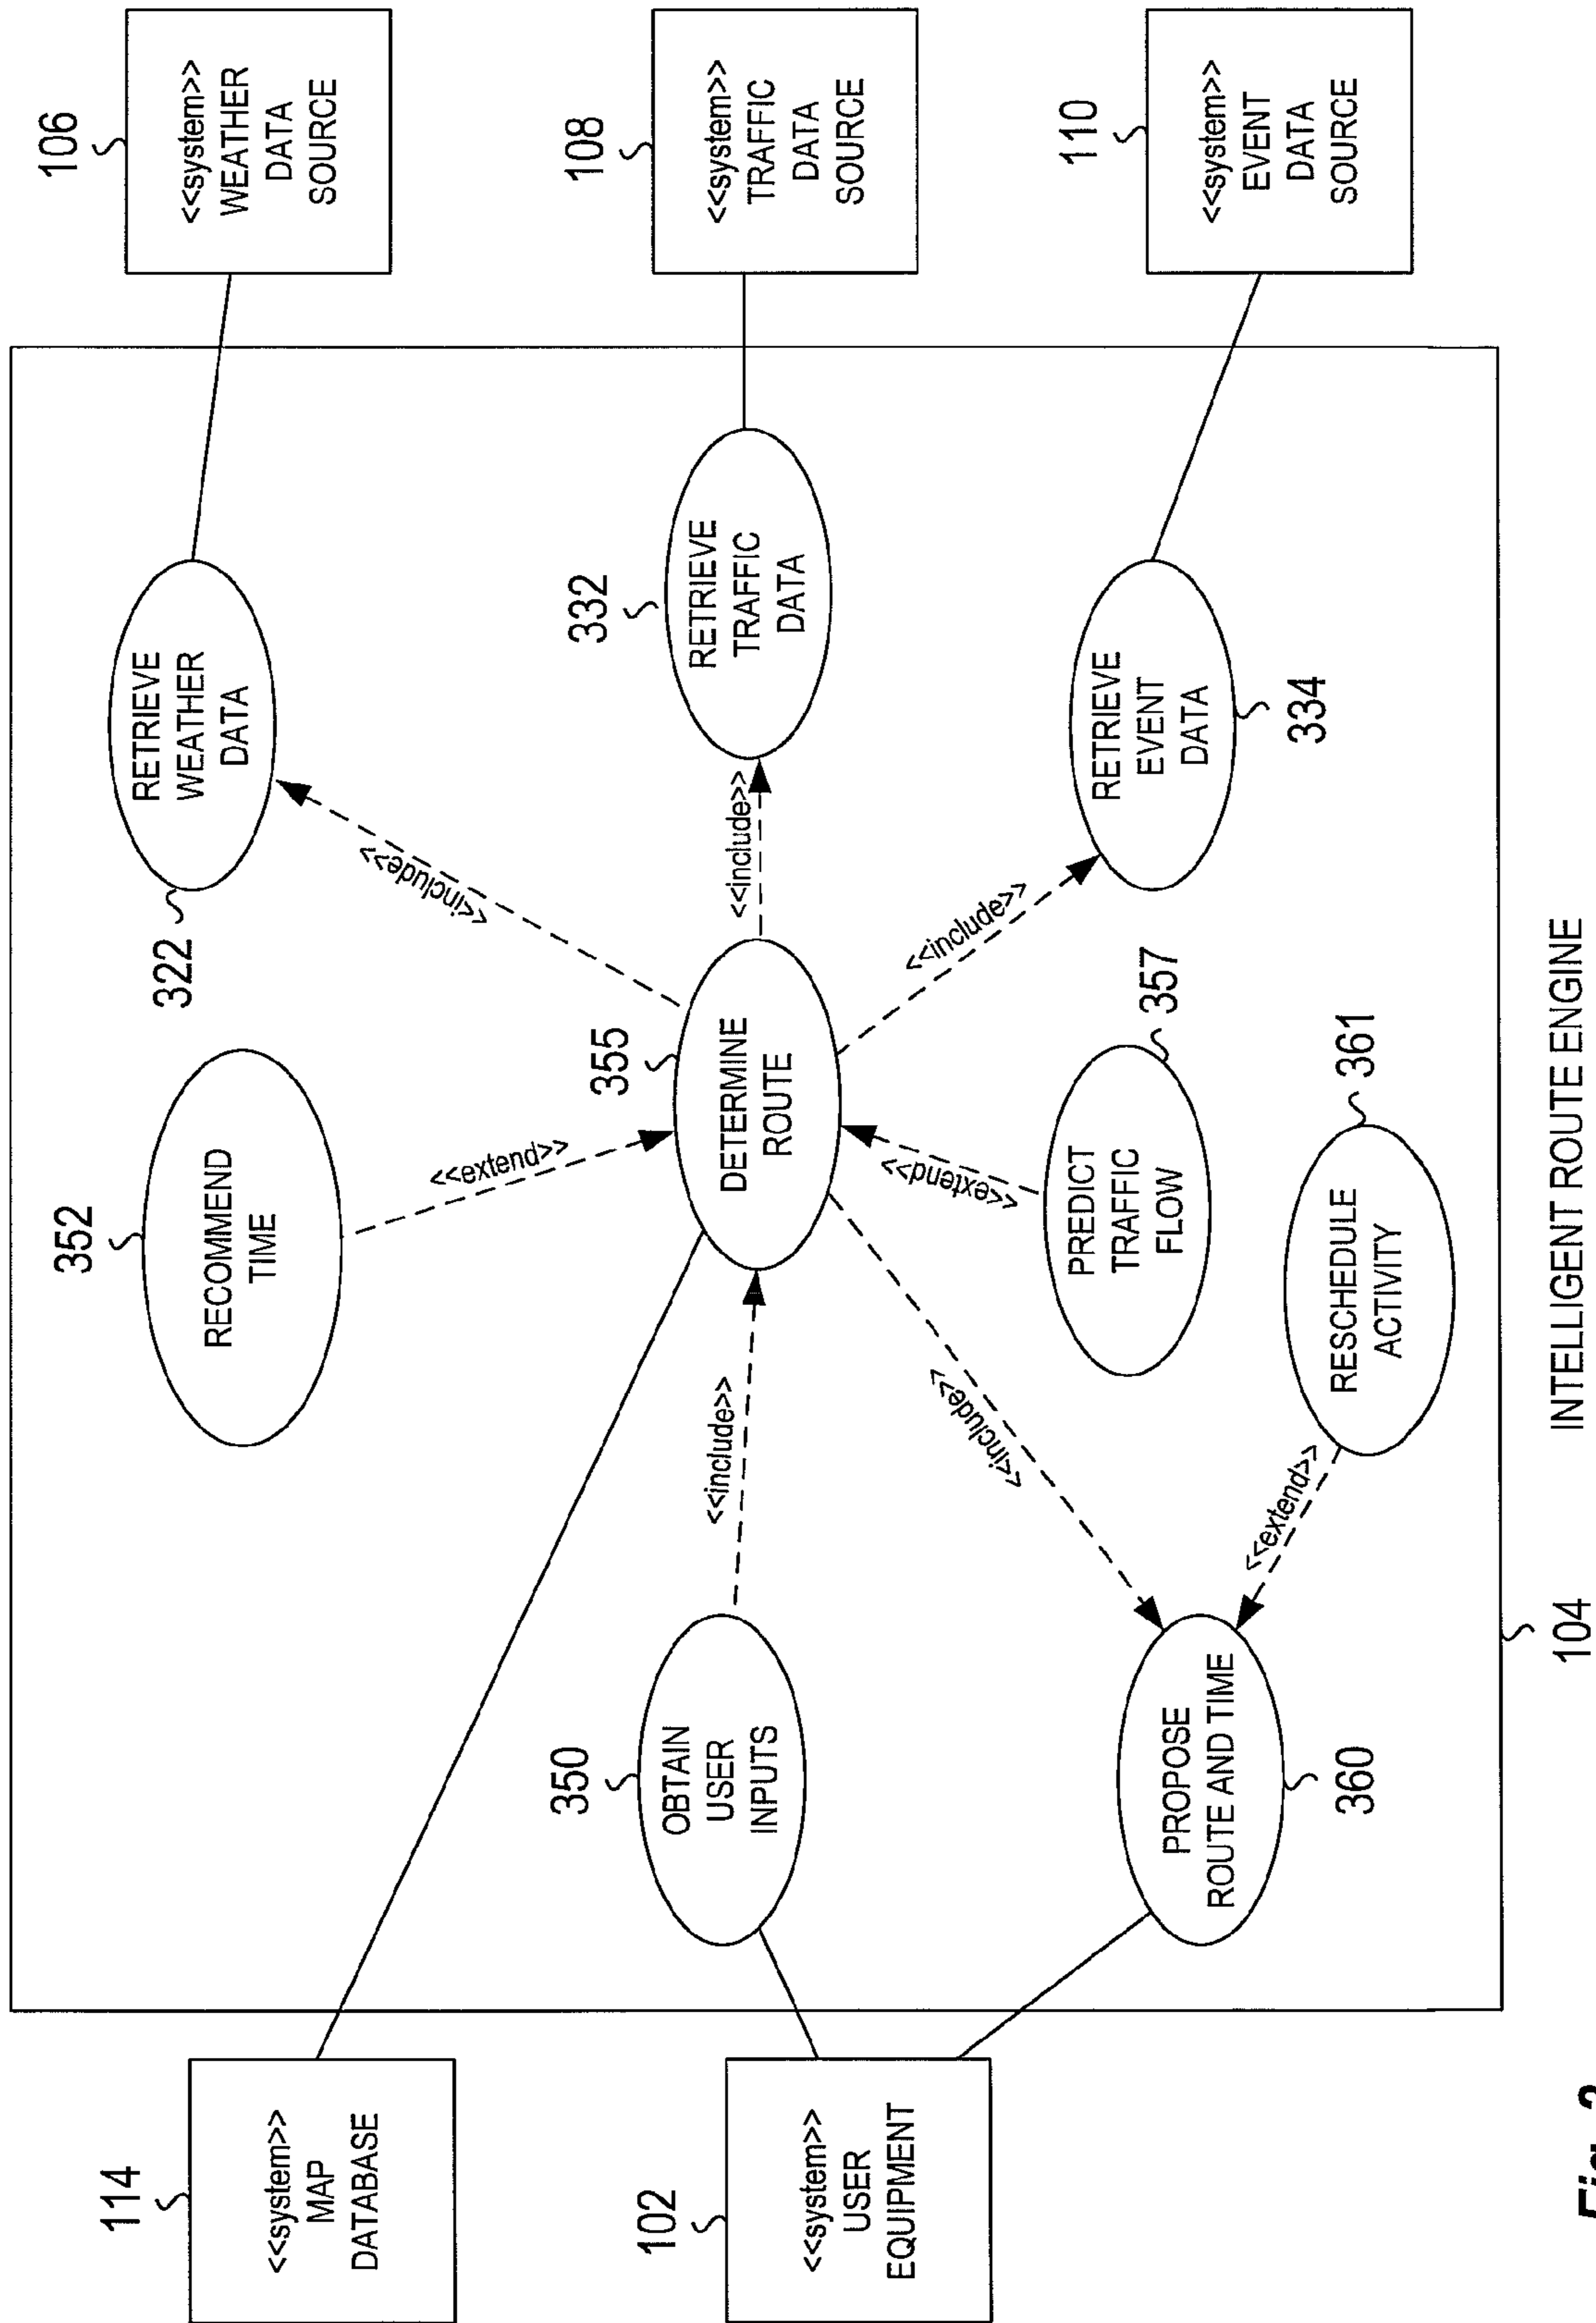 114
<<system>>
MAP
DATABASE
352
RECOMMEND
TIME
322
RETRIEVE
WEATHER
DATA
106
<<system>>
WEATHER
DATA
SOURCE
<<extend>>
<<include>>
102
<<system>>
USER
EQUIPMENT
350
OBTAIN
USER
INPUTS
<<include>>
355
DETERMINE
ROUTE
<<include>>
332
RETRIEVE
TRAFFIC
DATA
108
<<system>>
TRAFFIC
DATA
SOURCE
<<include>>
<<extend>>
<<include>>
357
PREDICT
TRAFFIC
FLOW
334
RETRIEVE
EVENT
DATA
110
<<system>>
EVENT
DATA
SOURCE
360
PROPOSE
ROUTE AND TIME
<<extend>>
361
RESCHEDULE
ACTIVITY
104
INTELLIGENT ROUTE ENGINE
Fig.